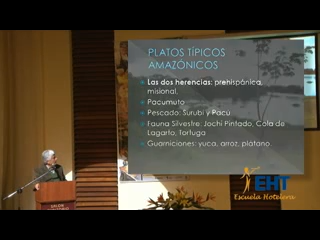 PLATOS TÍPICOS
AMAZÓNICOS
Las dos herencias: prehispánica,
misional.
Pacumuto
Pescado: Surubí y Pacú
Fauna Silvestre: Jochi Pintado, Cola de
Lagarto, Tortuga
Guarniciones: yuca, arroz, plátano.
EHT
Escuela Hotelera